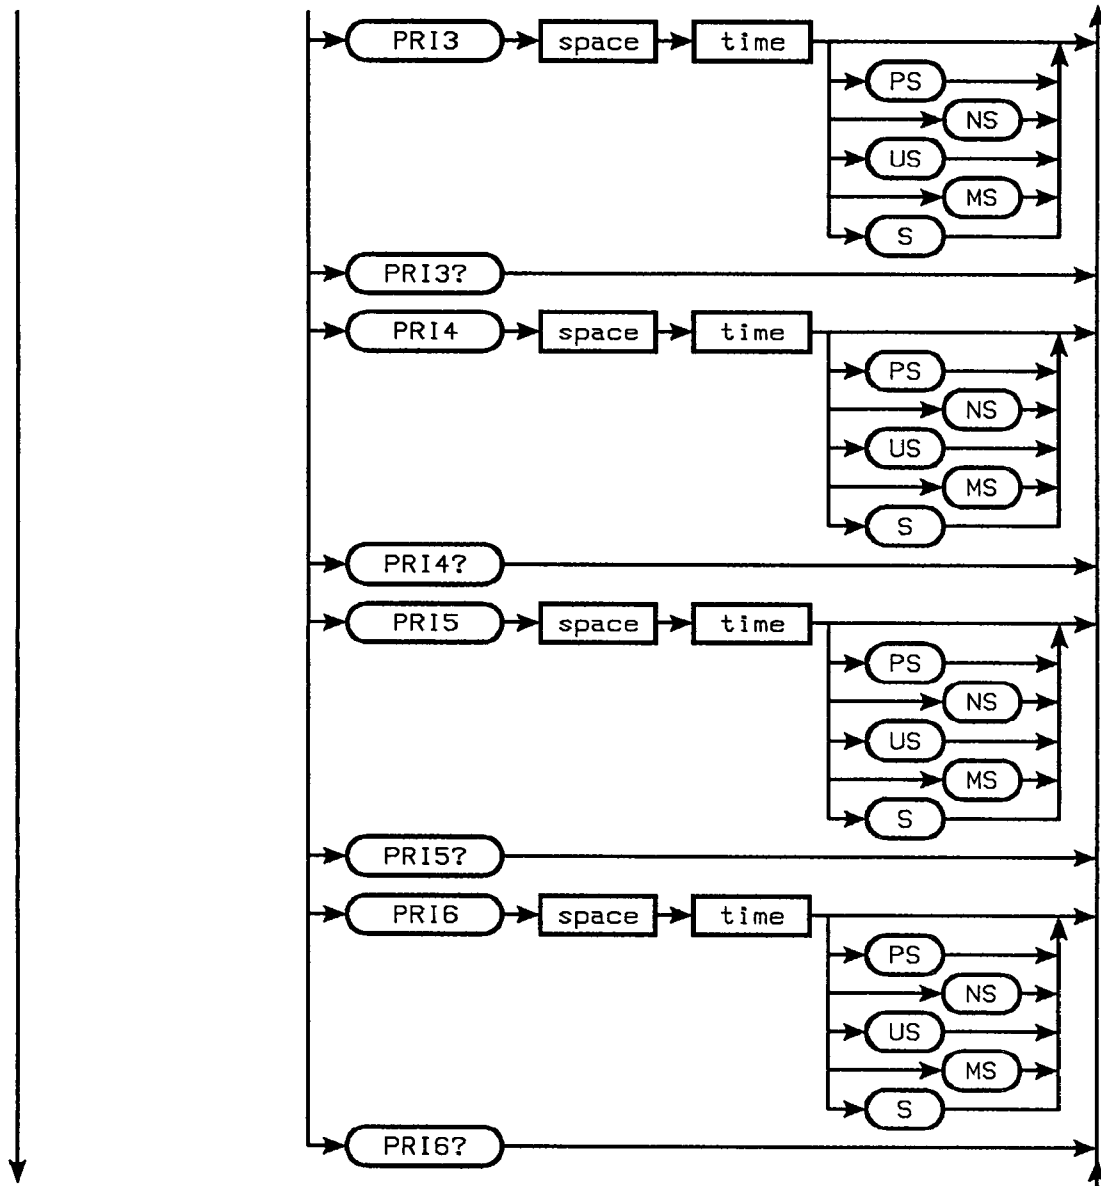 PRI3 space time
PS
NS
US
MS
S
PRI3?
PRI4 space time
PS
NS
US
MS
S
PRI4?
PRI5 space time
PS
NS
US
MS
S
PRI5?
PRI6 space time
PS
NS
US
MS
S
PRI6?